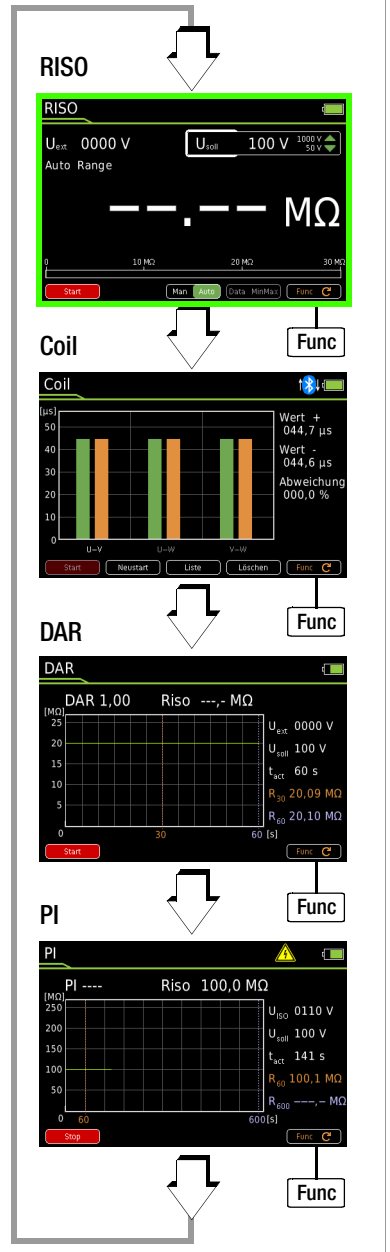 RISO
RISO
Uext 0000 V Usoll 100 V 1000 V 50 V
Auto Range
--.-- MΩ
0 10 MΩ 20 MΩ 30 MΩ
Start Man Auto Data MinMax Func
Func
Coil
Coil
[µs]
50
40
30
20
10
0
U-V U-W V-W
Wert +
044,7 µs
Wert -
044,6 µs
Abweichung
000,0 %
Start Neustart Liste Löschen Func
Func
DAR
DAR
DAR 1,00 Riso ---,- MΩ
[MΩ]
25
20
15
10
5
0 30 60 [s]
Uext 0000 V
Usoll 100 V
tact 60 s
R30 20,09 MΩ
R60 20,10 MΩ
Start Func
Func
PI
PI
PI ---- Riso 100,0 MΩ
[MΩ]
250
200
150
100
50
0 60 600 [s]
UISO 0110 V
Usoll 100 V
tact 141 s
R60 100,1 MΩ
R600 ---,- MΩ
Stop Func
Func